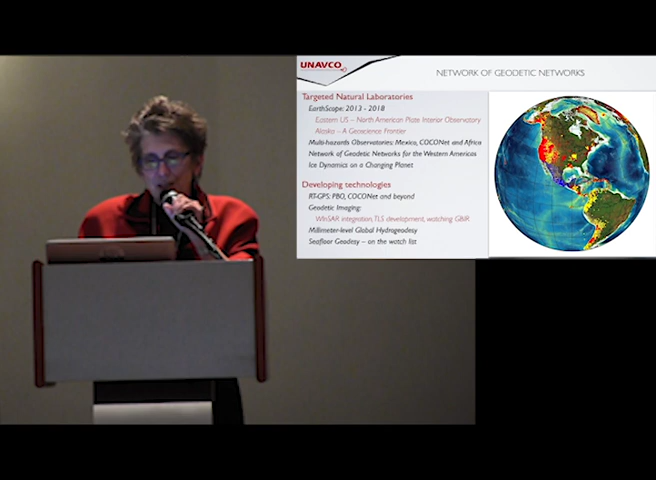 UNAVCO
NETWORK OF GEODETIC NETWORKS
Targeted Natural Laboratories
EarthScope: 2013 - 2018
Eastern US – North American Plate Interior Observatory
Alaska – A Geoscience Frontier
Multi-hazards Observatories: Mexico, COCONet and Africa
Network of Geodetic Networks for the Western Americas
Ice Dynamics on a Changing Planet
Developing technologies
RT-GPS: PBO, COCONet and beyond
Geodetic Imaging:
WInSAR integration, TLS development, watching GBIR
Millimeter-level Global Hydrogeodesy
Seafloor Geodesy – on the watch list